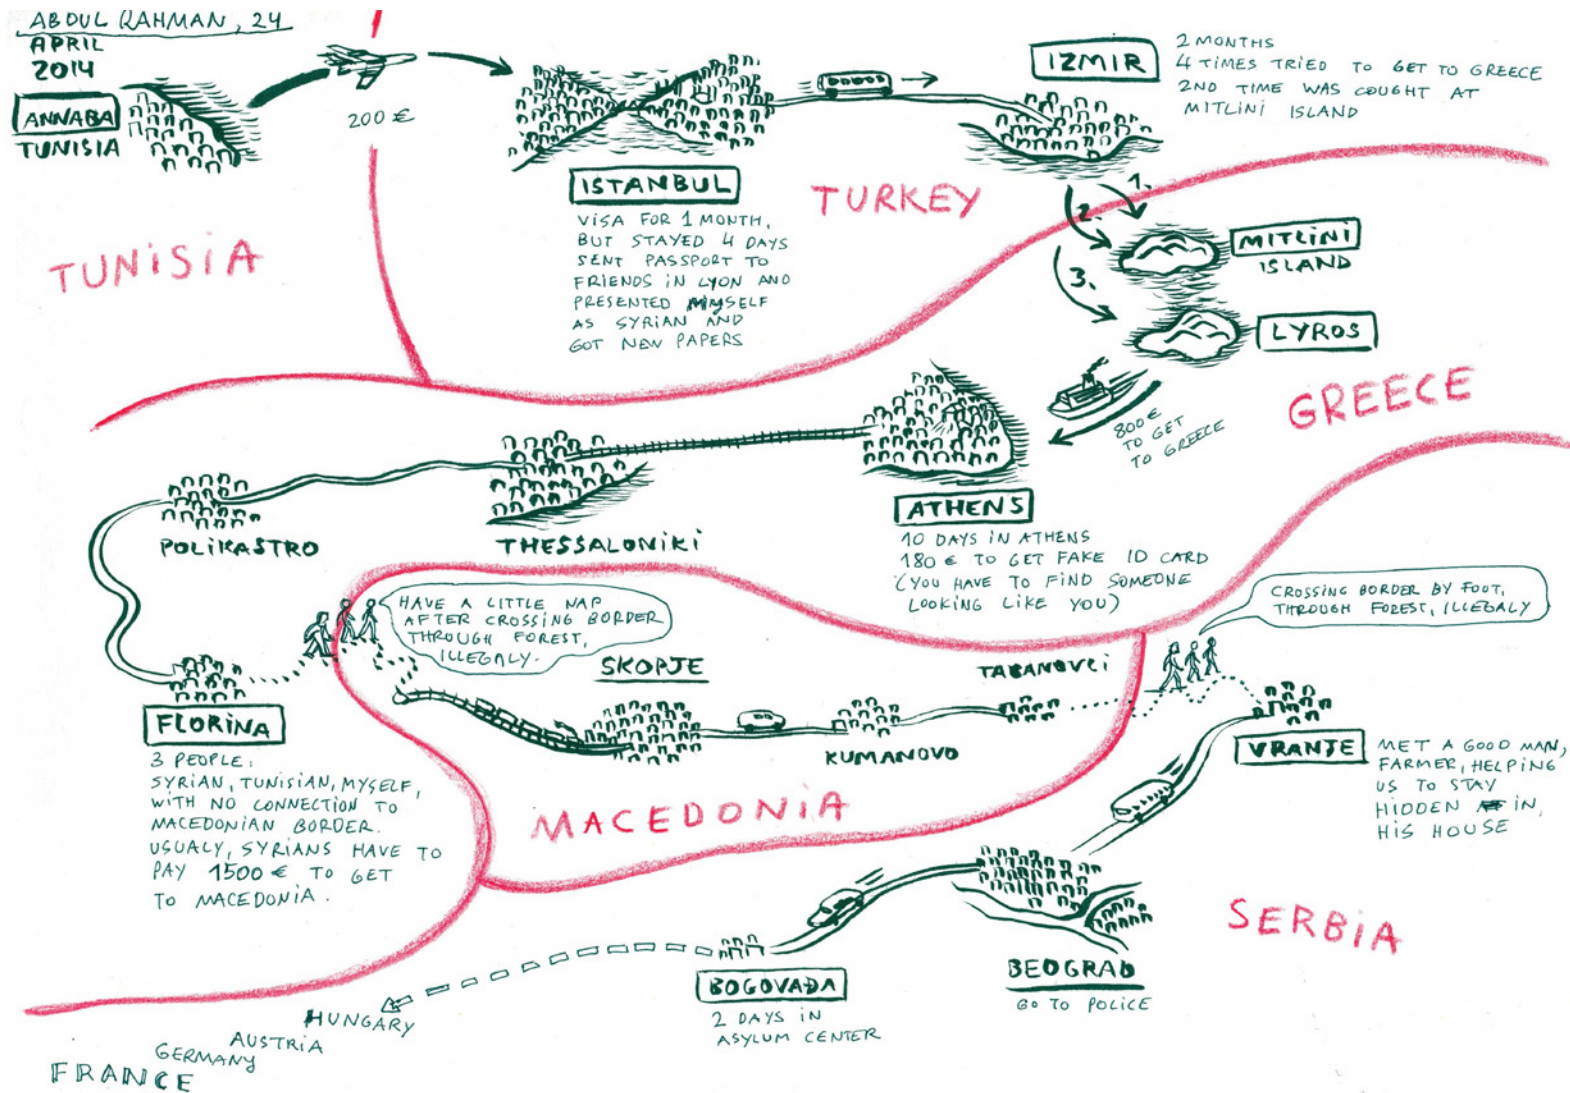 ABDUL RAHMAN, 24
APRIL
2014
ANNABA
TUNISIA
200 €
TUNISIA
ISTANBUL
VISA FOR 1 MONTH,
BUT STAYED 4 DAYS
SENT PASSPORT TO
FRIENDS IN LYON AND
PRESENTED MYSELF
AS SYRIAN AND
GOT NEW PAPERS
TURKEY
IZMIR
2 MONTHS
4 TIMES TRIED TO GET TO GREECE
2ND TIME WAS COUGHT AT
MITLINI ISLAND
1.
2.
3.
MITLINI
ISLAND
LYROS
GREECE
800 €
TO GET
TO GREECE
ATHENS
10 DAYS IN ATHENS
180 € TO GET FAKE ID CARD
(YOU HAVE TO FIND SOMEONE
LOOKING LIKE YOU)
THESSALONIKI
POLIKASTRO
FLORINA
3 PEOPLE:
SYRIAN, TUNISIAN, MYSELF,
WITH NO CONNECTION TO
MACEDONIAN BORDER.
USUALY, SYRIANS HAVE TO
PAY 1500 € TO GET
TO MACEDONIA.
HAVE A LITTLE NAP
AFTER CROSSING BORDER
THROUGH FOREST,
ILLEGALY.
SKOPJE
KUMANOVO
TABANOVCI
MACEDONIA
CROSSING BORDER BY FOOT,
THROUGH FOREST, ILLEGALY
VRANJE
MET A GOOD MAN,
FARMER, HELPING
US TO STAY
HIDDEN IN,
HIS HOUSE
SERBIA
BEOGRAD
GO TO POLICE
BOGOVAĐA
2 DAYS IN
ASYLUM CENTER
HUNGARY
AUSTRIA
GERMANY
FRANCE